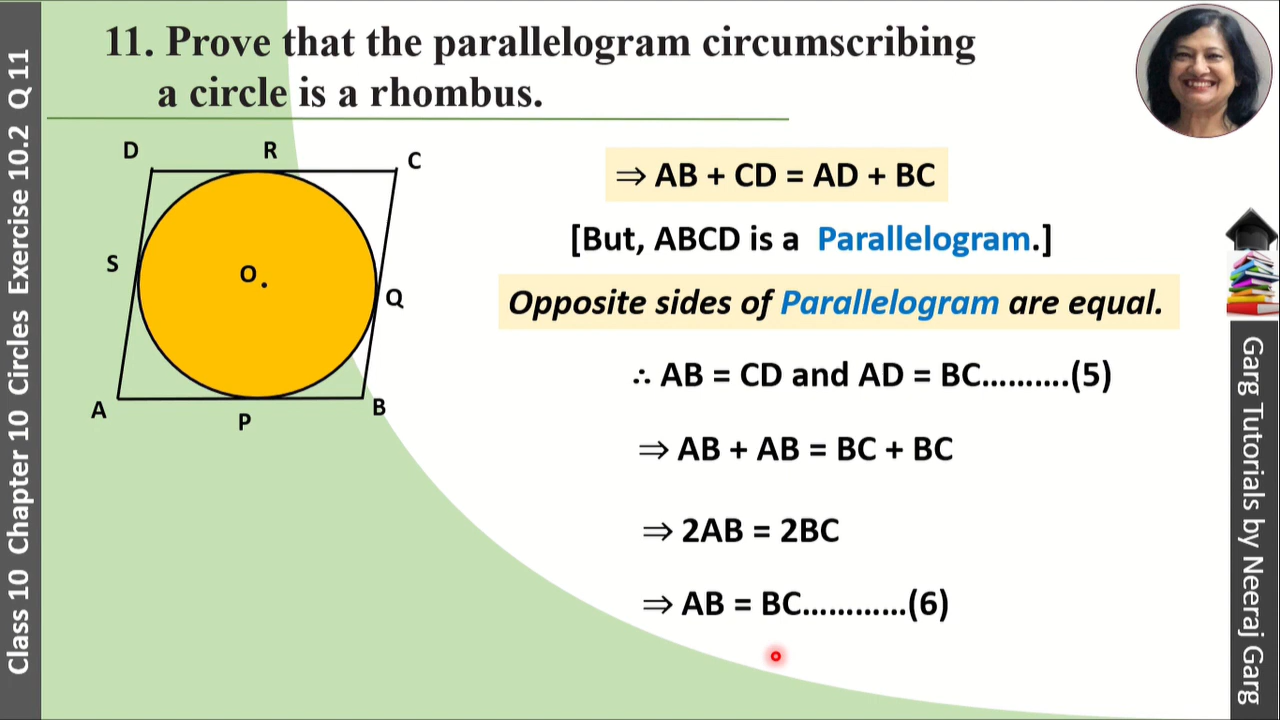 11. Prove that the parallelogram circumscribing
a circle is a rhombus.
Class 10 Chapter 10 Circles Exercise 10.2 Q 11
D
R
C
S
O
Q
A
P
B
⇒ AB + CD = AD + BC
[But, ABCD is a Parallelogram.]
Opposite sides of Parallelogram are equal.
∴ AB = CD and AD = BC..........(5)
⇒ AB + AB = BC + BC
⇒ 2AB = 2BC
⇒ AB = BC............(6)
Garg Tutorials by Neeraj Garg